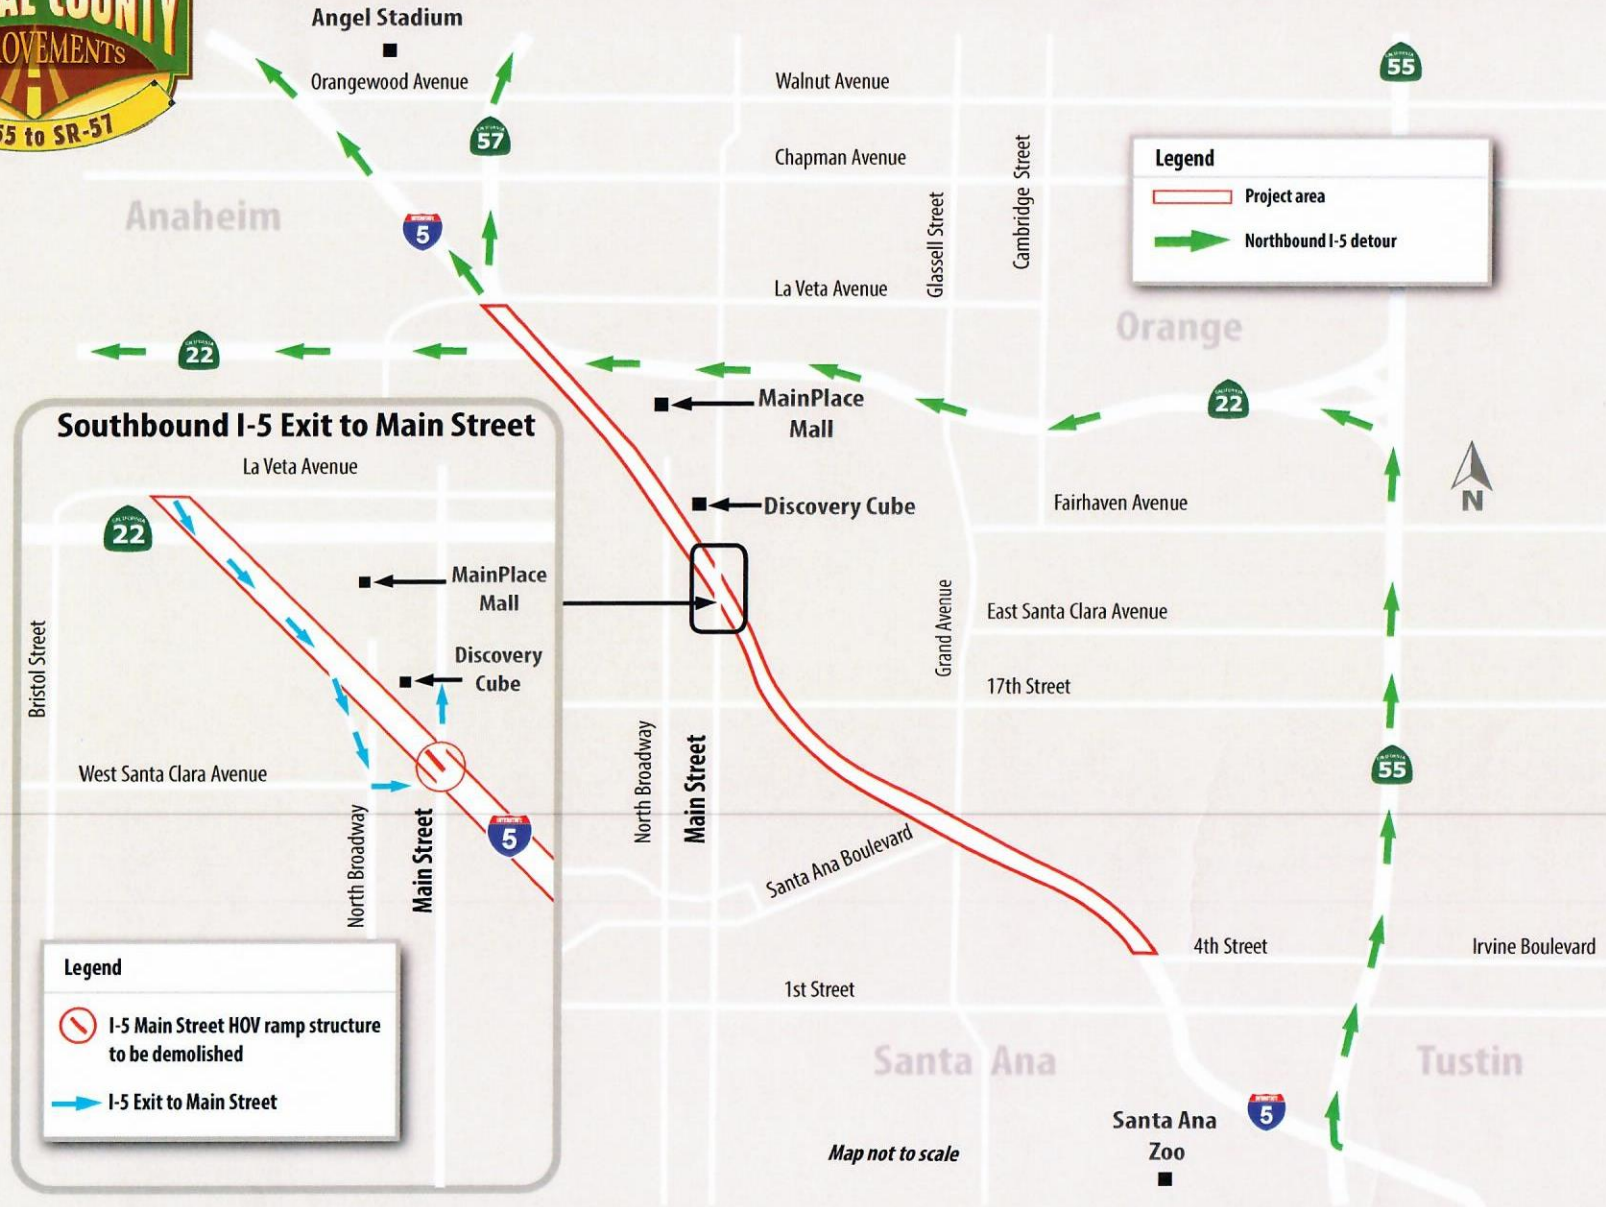 COUNTY
OVEMENTS
55 to SR-57
Angel Stadium
Orangewood Avenue
57
Walnut Avenue
Chapman Avenue
Glassell Street
Cambridge Street
55
Legend
Project area
Northbound I-5 detour
Anaheim
5
La Veta Avenue
Orange
22
MainPlace
Mall
22
Discovery Cube
Fairhaven Avenue
N
East Santa Clara Avenue
Grand Avenue
17th Street
North Broadway
Main Street
55
Santa Ana Boulevard
4th Street
Irvine Boulevard
1st Street
Santa Ana
Tustin
5
Santa Ana
Zoo
Map not to scale
Southbound I-5 Exit to Main Street
La Veta Avenue
22
MainPlace
Mall
Bristol Street
Discovery
Cube
West Santa Clara Avenue
North Broadway
Main Street
5
Legend
I-5 Main Street HOV ramp structure
to be demolished
I-5 Exit to Main Street